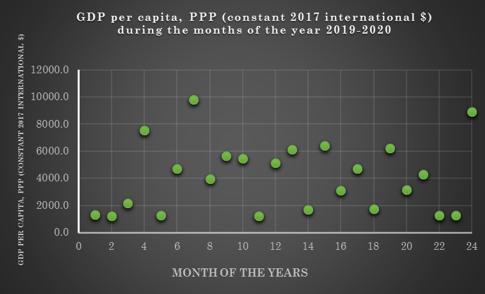 GDP per capita, PPP (constant 2017 international $)
during the months of the year 2019-2020
GDP PER CAPITA, PPP (CONSTANT 2017 INTERNATIONAL $)
12000.0
10000.0
8000.0
6000.0
4000.0
2000.0
0.0
0 2 4 6 8 10 12 14 16 18 20 22 24
MONTH OF THE YEARS